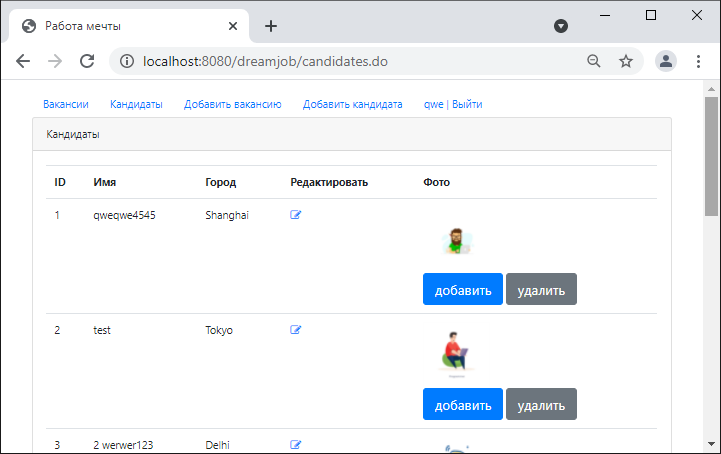 Работа мечты
localhost:8080/dreamjob/candidates.do
Вакансии Кандидаты Добавить вакансию Добавить кандидата qwe | Выйти
Кандидаты
ID Имя Город Редактировать Фото
1 qweqwe4545 Shanghai
добавить удалить
2 test Tokyo
добавить удалить
3 2 werwer123 Delhi